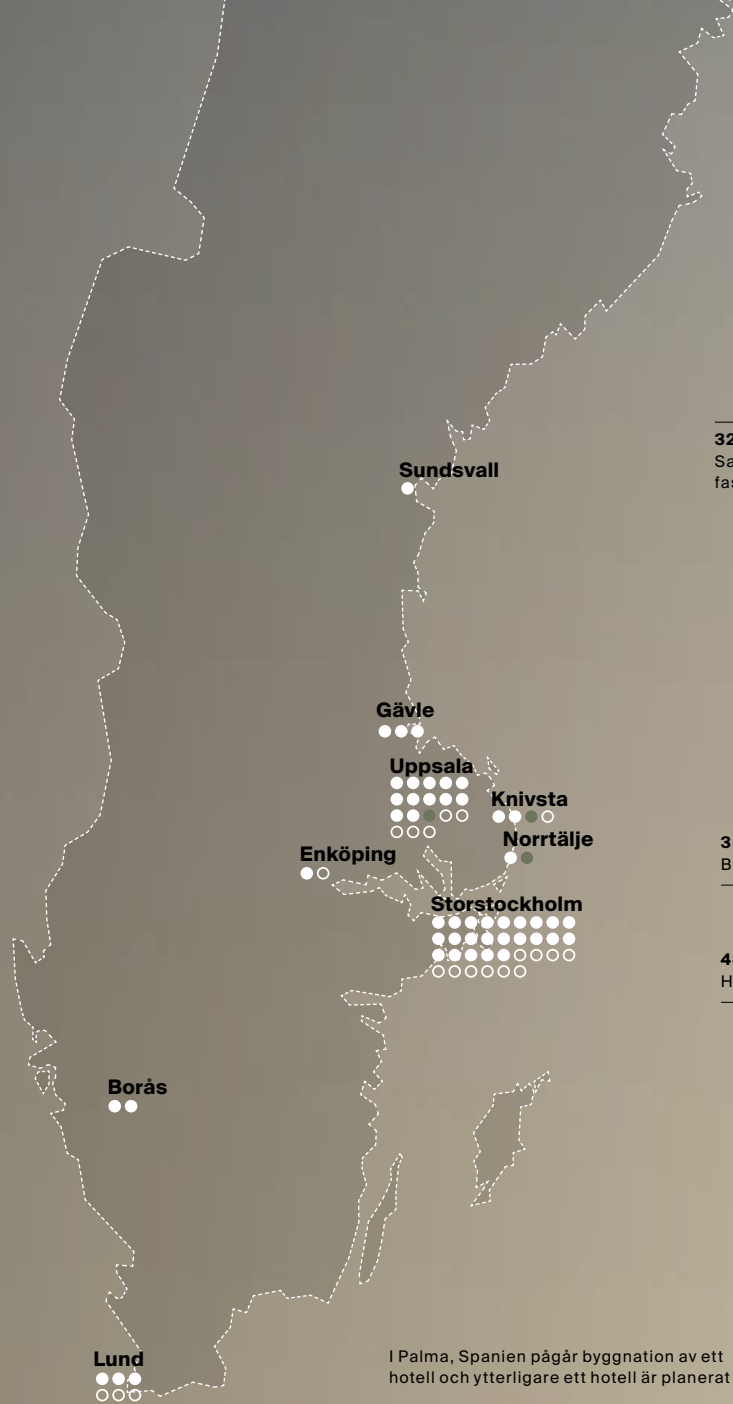 Sundsvall
Gävle
Uppsala
Knivsta
Norrtälje
Enköping
Storstockholm
Borås
Lund
I Palma, Spanien pågår byggnation av ett
hotell och ytterligare ett hotell är planerat